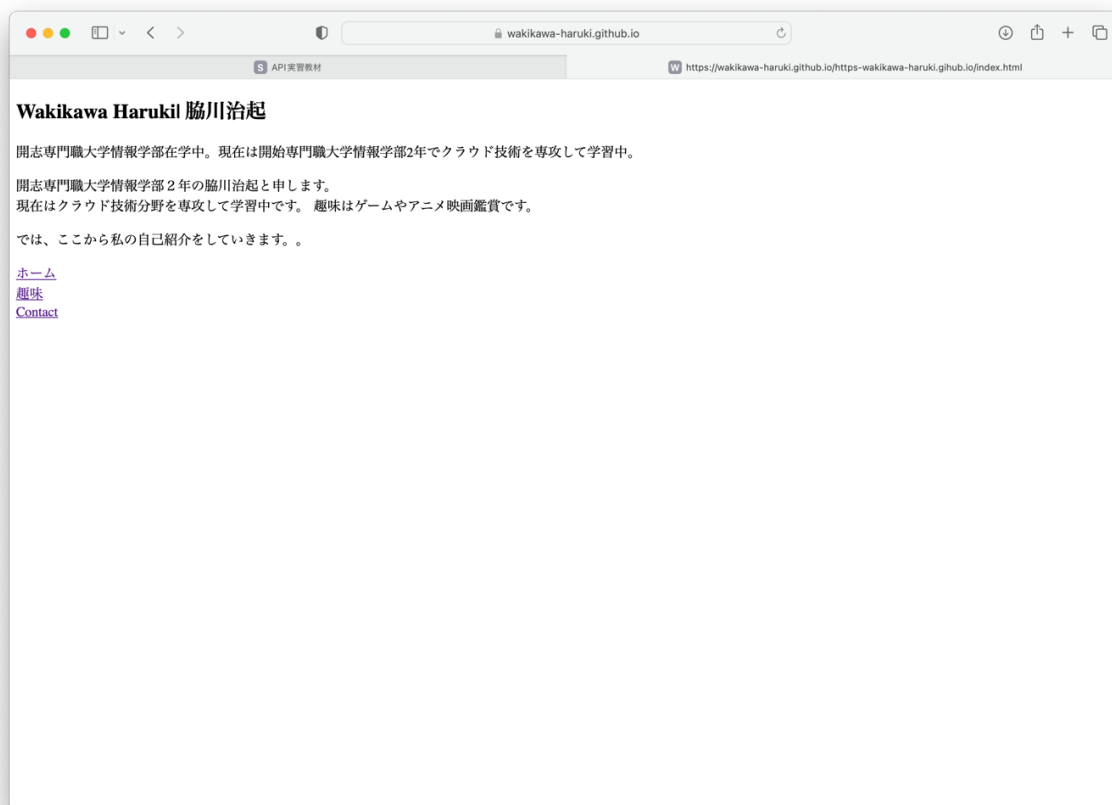 wakikawa-haruki.github.io
S API実習教材
W https://wakikawa-haruki.github.io/https-wakikawa-haruki.gihub.io/index.html
Wakikawa Haruki| 脇川治起
開志専門職大学情報学部在学中。現在は開始専門職大学情報学部2年でクラウド技術を専攻して学習中。
開志専門職大学情報学部２年の脇川治起と申します。
現在はクラウド技術分野を専攻して学習中です。 趣味はゲームやアニメ映画鑑賞です。
では、ここから私の自己紹介をしていきます。。
ホーム
趣味
Contact